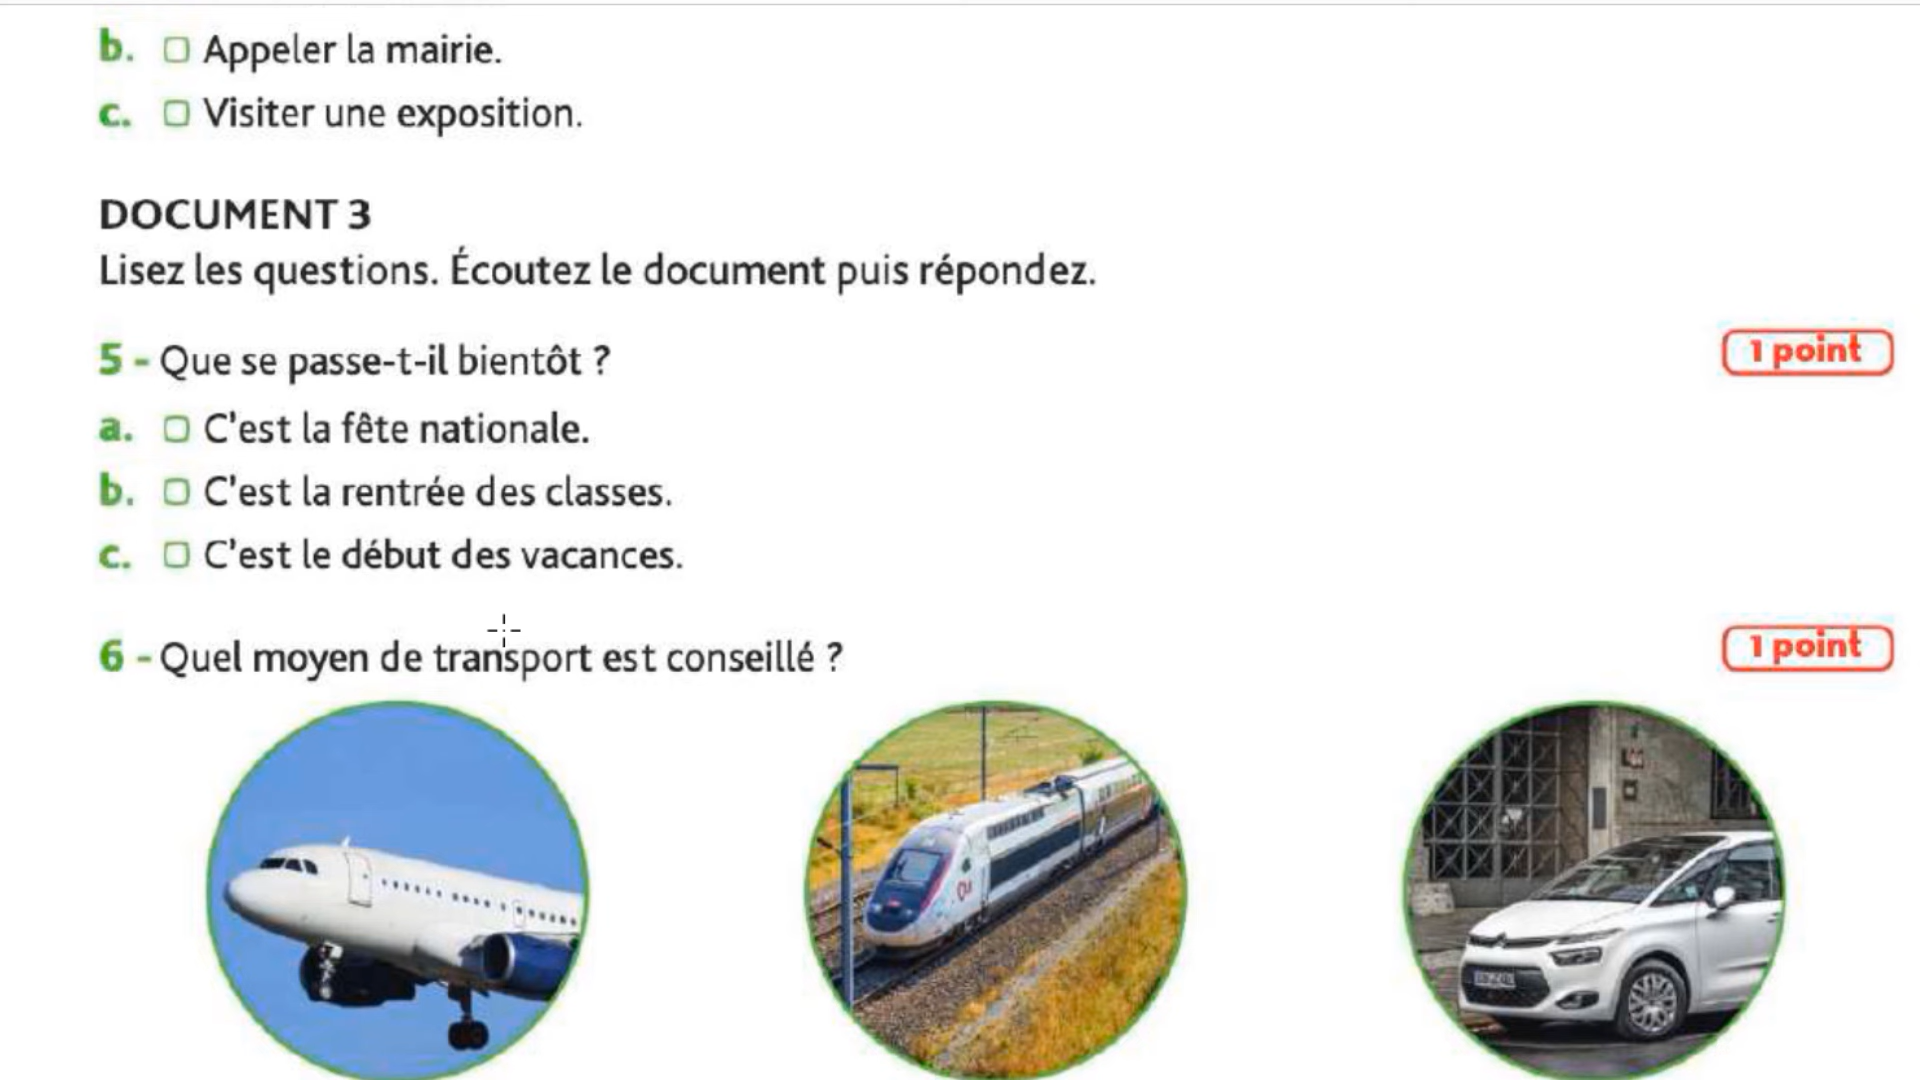 b. Appeler la mairie.
c. Visiter une exposition.
DOCUMENT 3
Lisez les questions. Écoutez le document puis répondez.
5 - Que se passe-t-il bientôt ?
1 point
a. C'est la fête nationale.
b. C'est la rentrée des classes.
c. C'est le début des vacances.
6 - Quel moyen de transport est conseillé ?
1 point